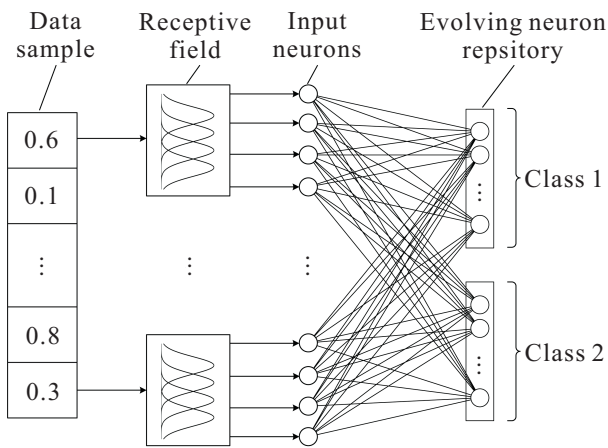 Data
sample
Receptive
field
Input
neurons
Evolving neuron
repsitory
0.6
0.1
⋮
0.8
0.3
⋮
⋮
...
Class 1
...
Class 2